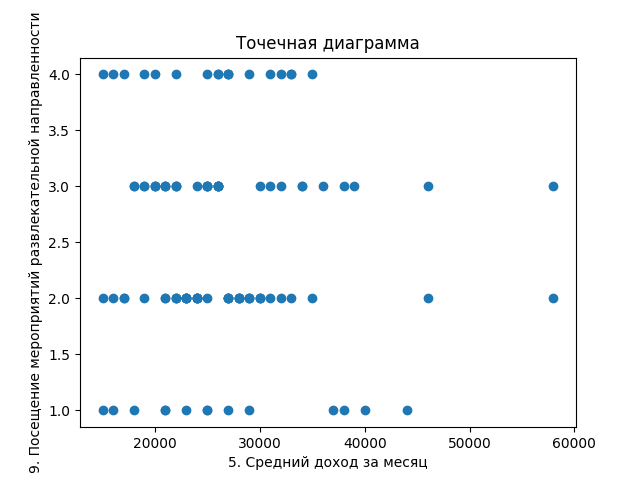 Точечная диаграмма
9. Посещение мероприятий развлекательной направленности
4.0
3.5
3.0
2.5
2.0
1.5
1.0
20000 30000 40000 50000 60000
5. Средний доход за месяц